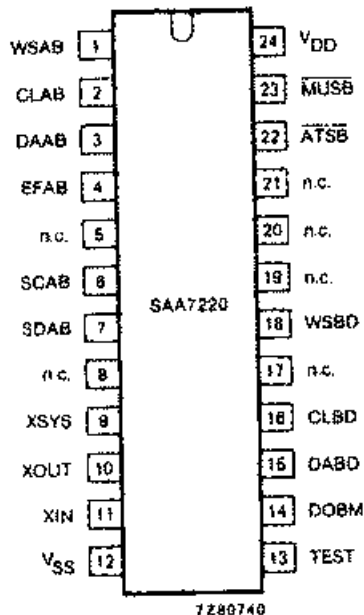 WSAB 1 24 VDD
CLAB 2 23 MUSB
DAAB 3 22 ATSB
EFAB 4 21 n.c.
n.c. 5 20 n.c.
SCAB 6 19 n.c.
SAA7220
SDAB 7 18 WSBD
n.c. 8 17 n.c.
XSYS 9 16 CLBD
XOUT 10 15 DABD
XIN 11 14 DOBM
VSS 12 13 TEST
7Z80740